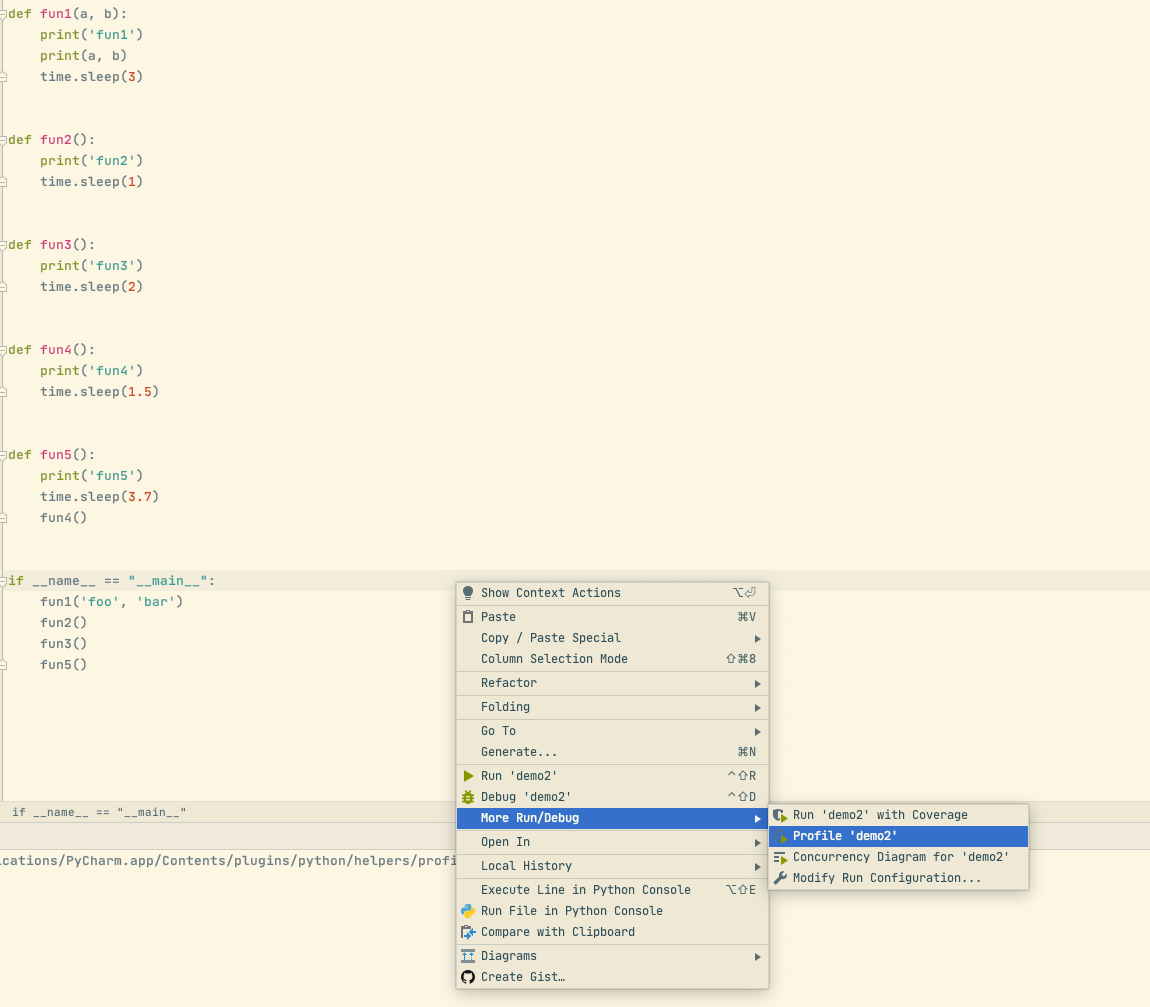 def fun1(a, b):
    print('fun1')
    print(a, b)
    time.sleep(3)
def fun2():
    print('fun2')
    time.sleep(1)
def fun3():
    print('fun3')
    time.sleep(2)
def fun4():
    print('fun4')
    time.sleep(1.5)
def fun5():
    print('fun5')
    time.sleep(3.7)
    fun4()
if __name__ == "__main__":
    fun1('foo', 'bar')
    fun2()
    fun3()
    fun5()
if __name__ == "__main__"
cations/PyCharm.app/Contents/plugins/python/helpers/profi
Show Context Actions ⌥⏎
Paste ⌘V
Copy / Paste Special
Column Selection Mode ⇧⌘8
Refactor
Folding
Go To
Generate... ⌘N
Run 'demo2' ^⇧R
Debug 'demo2' ^⇧D
More Run/Debug
Open In
Local History
Execute Line in Python Console ⌥⇧E
Run File in Python Console
Compare with Clipboard
Diagrams
Create Gist…
Run 'demo2' with Coverage
Profile 'demo2'
Concurrency Diagram for 'demo2'
Modify Run Configuration...